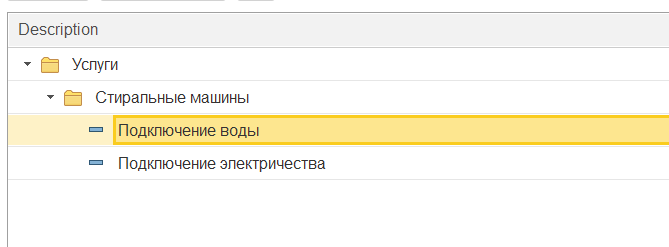 Description
Услуги
Стиральные машины
Подключение воды
Подключение электричества